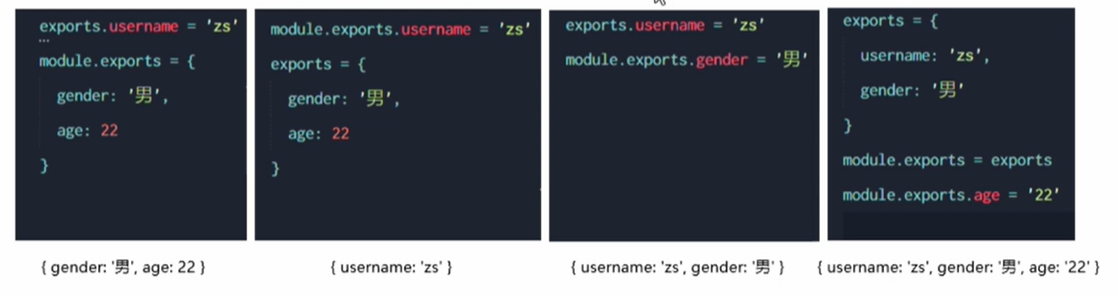 exports.username = 'zs'
module.exports = {
gender: '男',
age: 22
}
{ gender: '男', age: 22 }
module.exports.username = 'zs'
exports = {
gender: '男',
age: 22
}
{ username: 'zs' }
exports.username = 'zs'
module.exports.gender = '男'
{ username: 'zs', gender: '男' }
exports = {
username: 'zs',
gender: '男'
}
module.exports = exports
module.exports.age = '22'
{ username: 'zs', gender: '男', age: '22' }